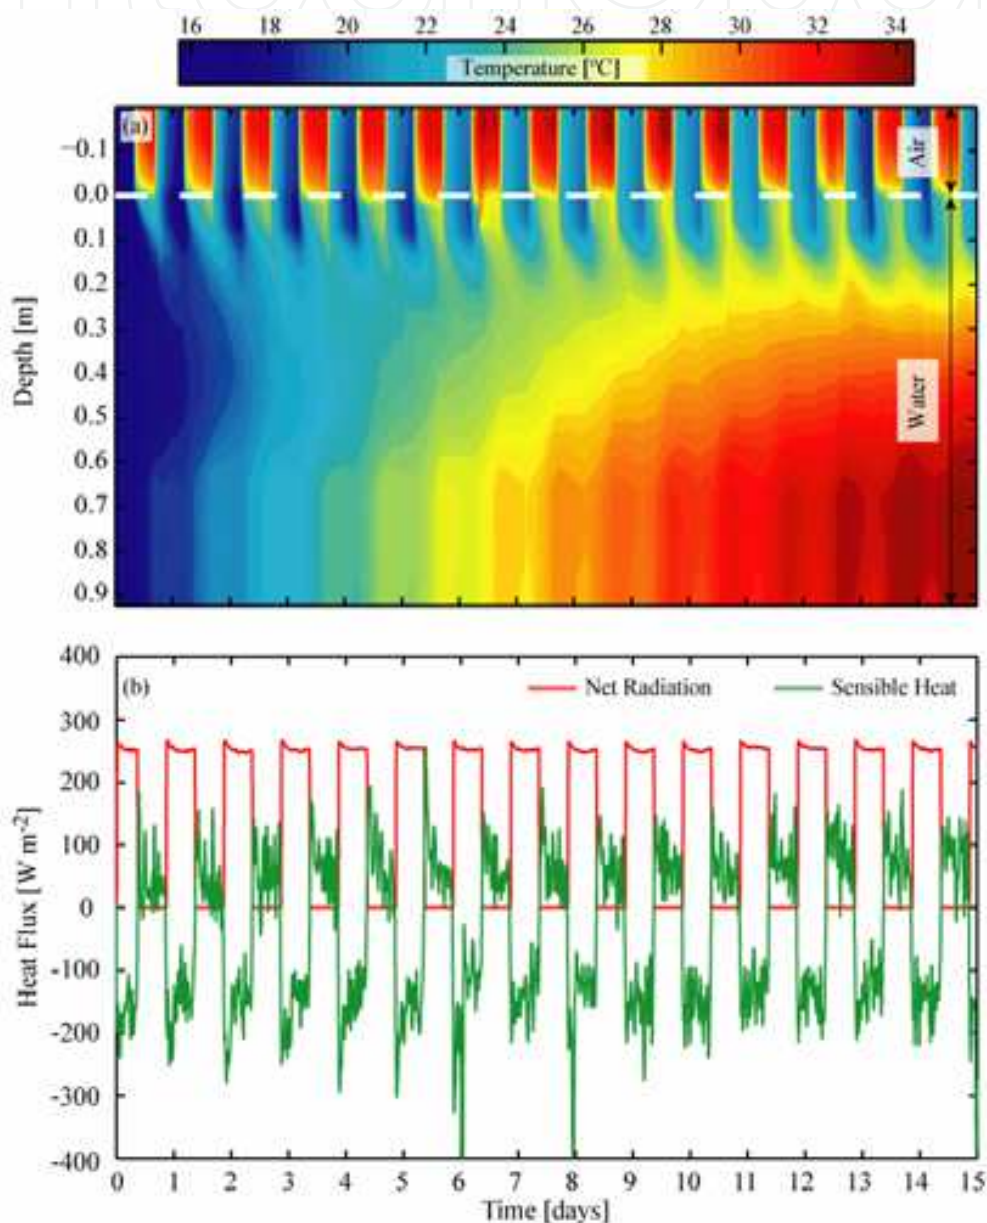 16 18 20 22 24 26 28 30 32 34
Temperature [°C]
(a)
Air
−0.1
0.0
0.1
0.2
0.3
0.4
0.5
0.6
0.7
0.8
0.9
Depth [m]
Water
400
300
200
100
0
-100
-200
-300
-400
(b)
Net Radiation
Sensible Heat
Heat Flux [W m-2]
0 1 2 3 4 5 6 7 8 9 10 11 12 13 14 15
Time [days]